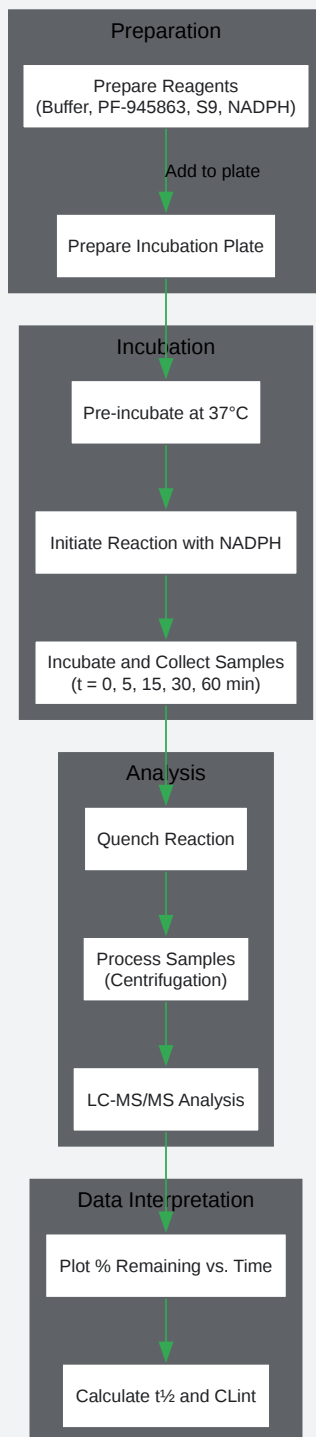 Preparation
Prepare Reagents
(Buffer, PF-945863, S9, NADPH)
Add to plate
Prepare Incubation Plate
Incubation
Pre-incubate at 37°C
Initiate Reaction with NADPH
Incubate and Collect Samples
(t = 0, 5, 15, 30, 60 min)
Analysis
Quench Reaction
Process Samples
(Centrifugation)
LC-MS/MS Analysis
Data Interpretation
Plot % Remaining vs. Time
Calculate t½ and CLint